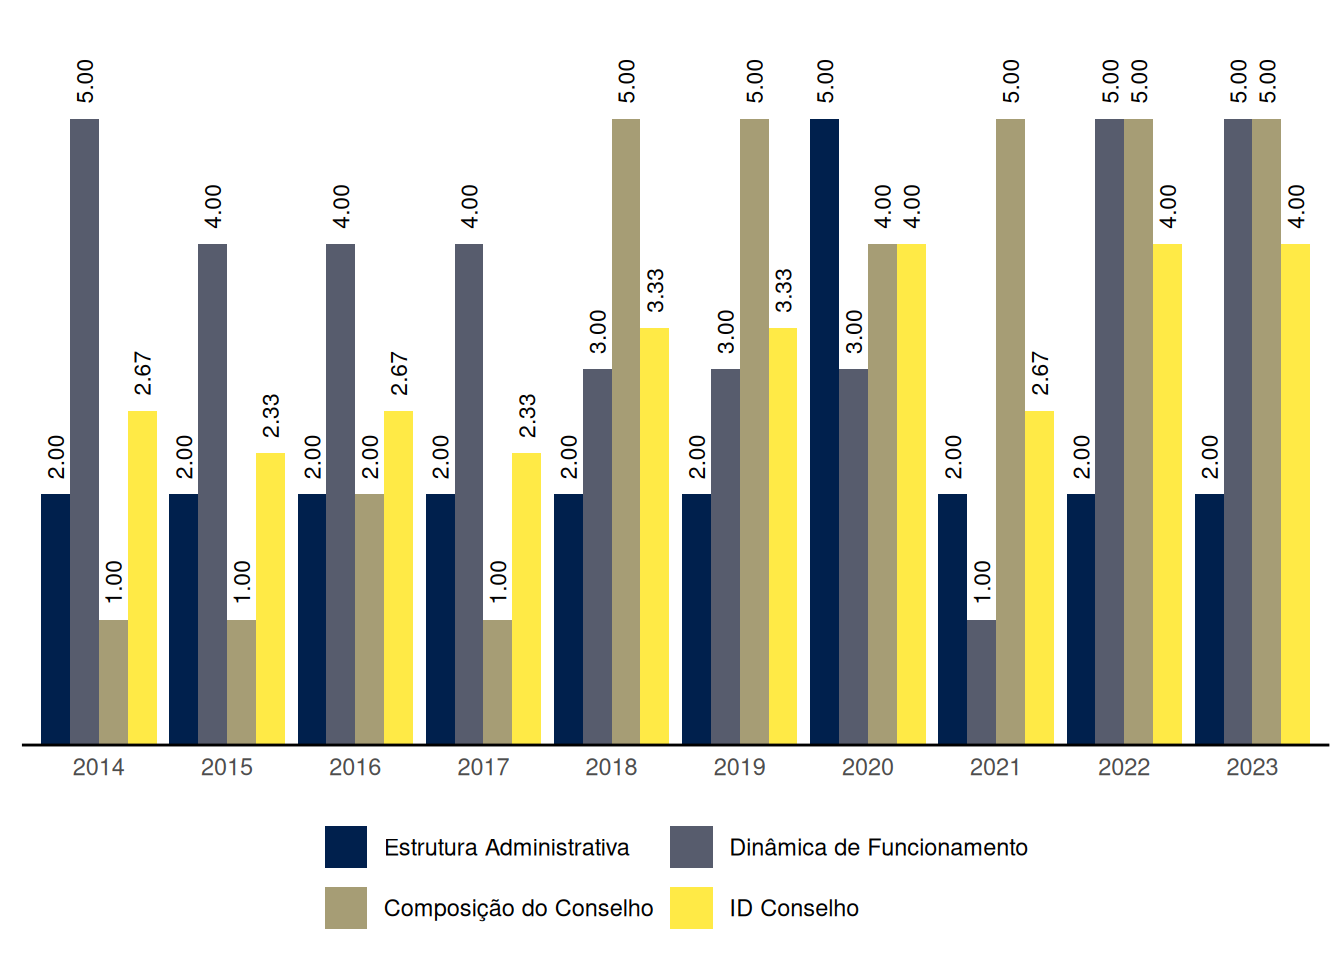 5.00 5.00 5.00 5.00 5.00 5.00 5.00 5.00 5.00
4.00 4.00 4.00 4.00 4.00 4.00 4.00
3.33 3.33
3.00 3.00 3.00
2.67 2.67 2.67
2.33 2.33
2.00 2.00 2.00 2.00 2.00 2.00 2.00 2.00 2.00 2.00
1.00 1.00 1.00 1.00
2014 2015 2016 2017 2018 2019 2020 2021 2022 2023
Estrutura Administrativa Dinâmica de Funcionamento
Composição do Conselho ID Conselho